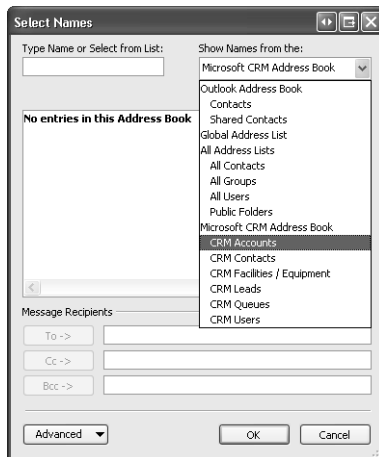 Select Names
Type Name or Select from List:
Show Names from the:
Microsoft CRM Address Book
No entries in this Address Book
Outlook Address Book
Contacts
Shared Contacts
Global Address List
All Address Lists
All Contacts
All Groups
All Users
Public Folders
Microsoft CRM Address Book
CRM Accounts
CRM Contacts
CRM Facilities / Equipment
CRM Leads
CRM Queues
CRM Users
Message Recipients
To ->
Cc ->
Bcc ->
Advanced
OK
Cancel